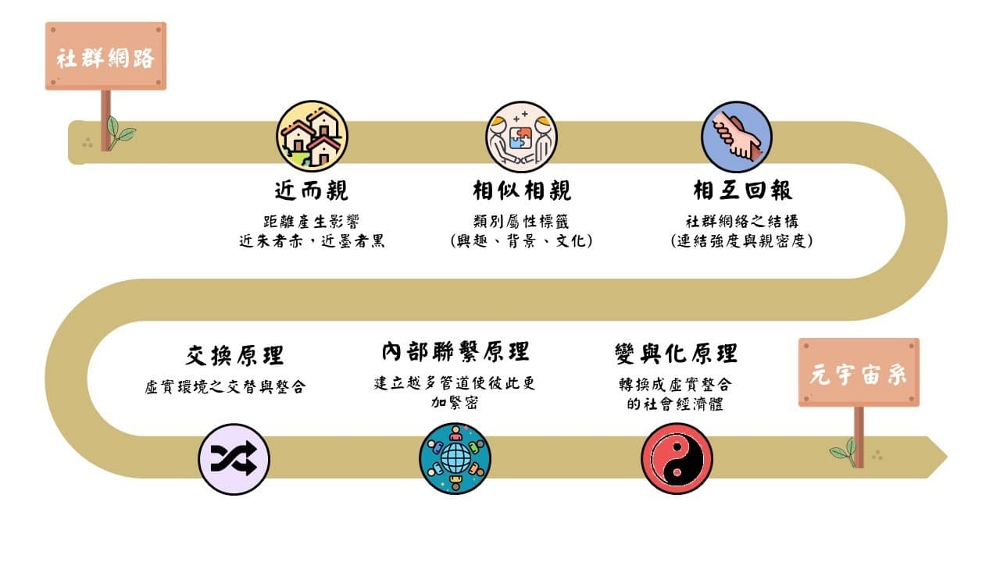 社群網路
近而親
距離產生影響
近朱者赤，近墨者黑
相似相親
類別屬性標籤
(興趣、背景、文化)
相互回報
社群網絡之結構
(連結強度與親密度)
交換原理
虛實環境之交替與整合
內部聯繫原理
建立越多管道使彼此更
加緊密
變與化原理
轉換成虛實整合
的社會經濟體
元宇宙系